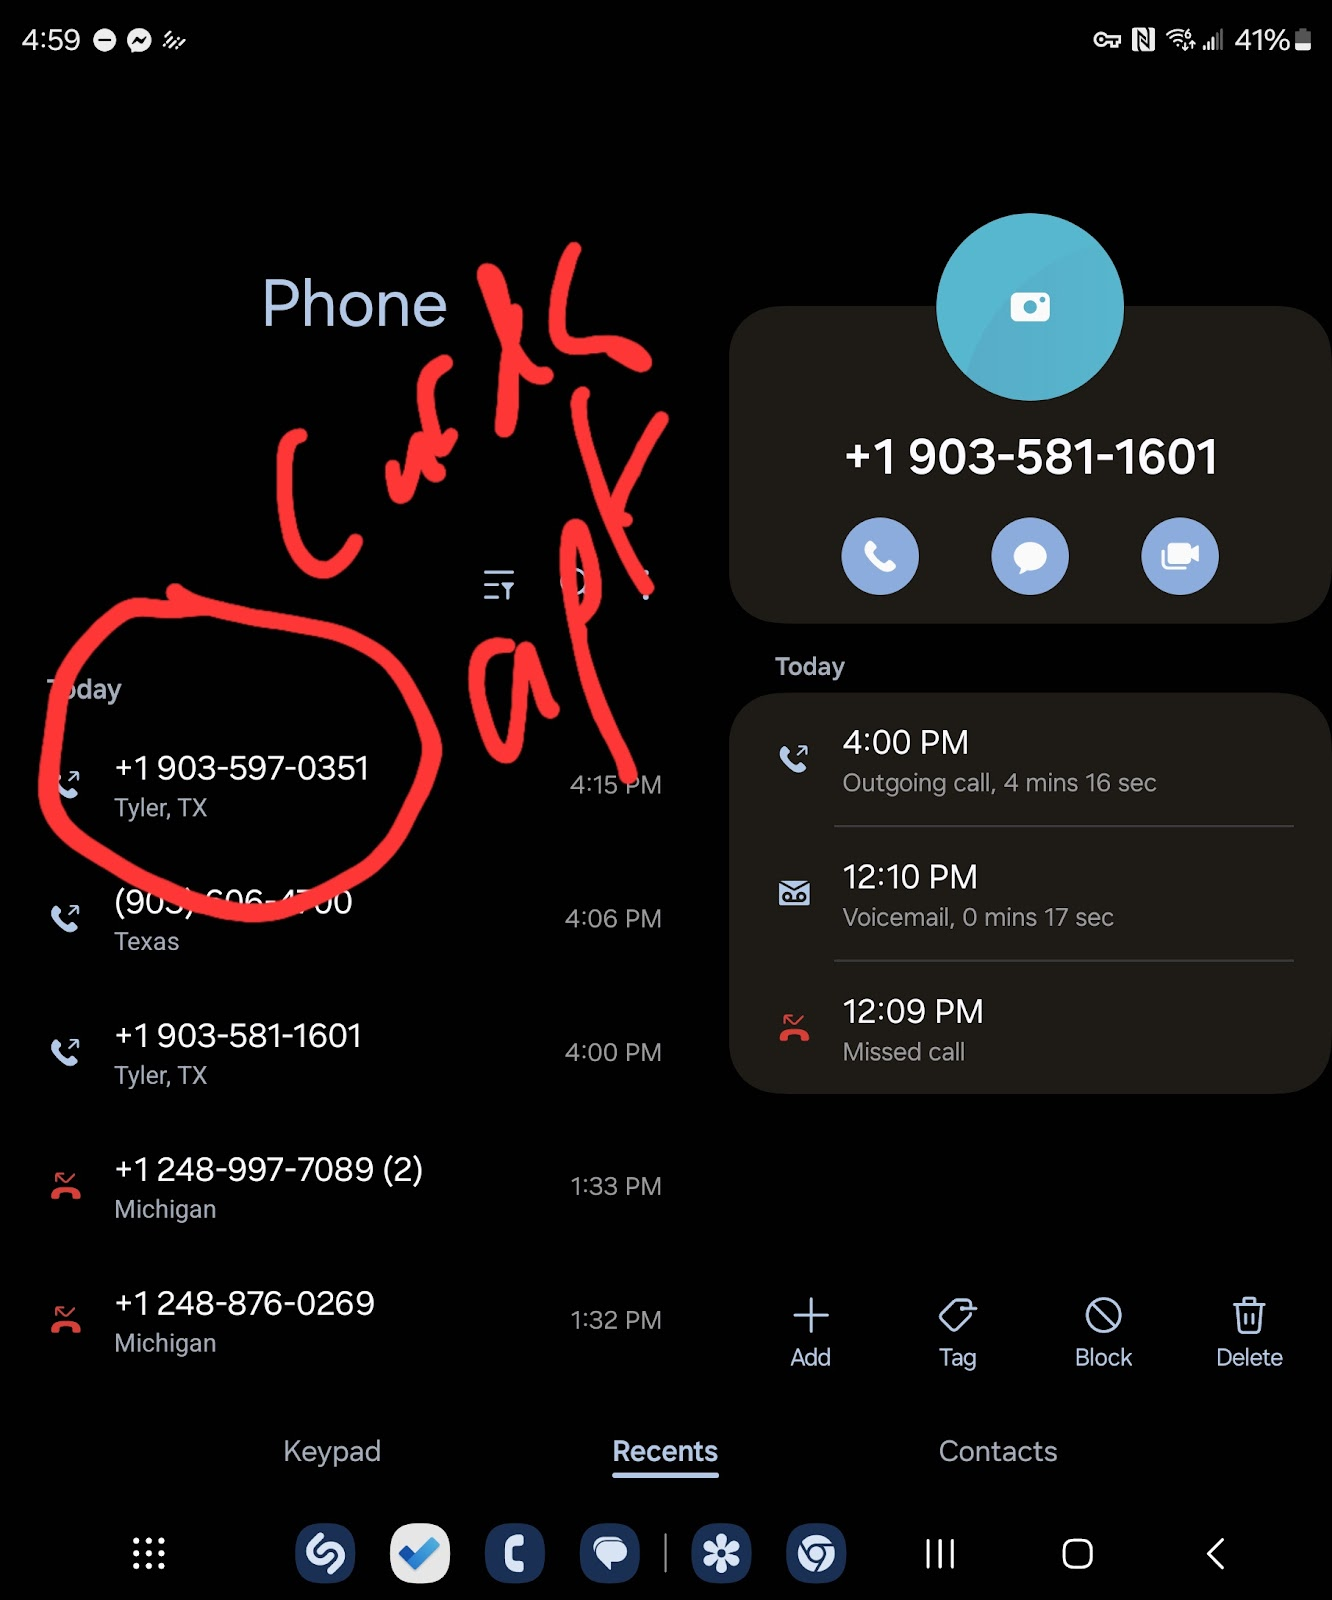 4:59
41%
Phone
Today
+1 903-597-0351
Tyler, TX
4:15 PM
(903) 606-4700
Texas
4:06 PM
+1 903-581-1601
Tyler, TX
4:00 PM
+1 248-997-7089 (2)
Michigan
1:33 PM
+1 248-876-0269
Michigan
1:32 PM
+1 903-581-1601
Today
4:00 PM
Outgoing call, 4 mins 16 sec
12:10 PM
Voicemail, 0 mins 17 sec
12:09 PM
Missed call
Add
Tag
Block
Delete
Keypad
Recents
Contacts